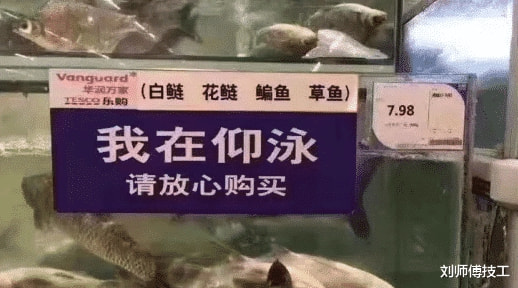 Vanguard
华润万家
TESCO 乐购
(白鲢 花鲢 鳊鱼 草鱼)
我在仰泳
请放心购买
7.98
刘师傅技工